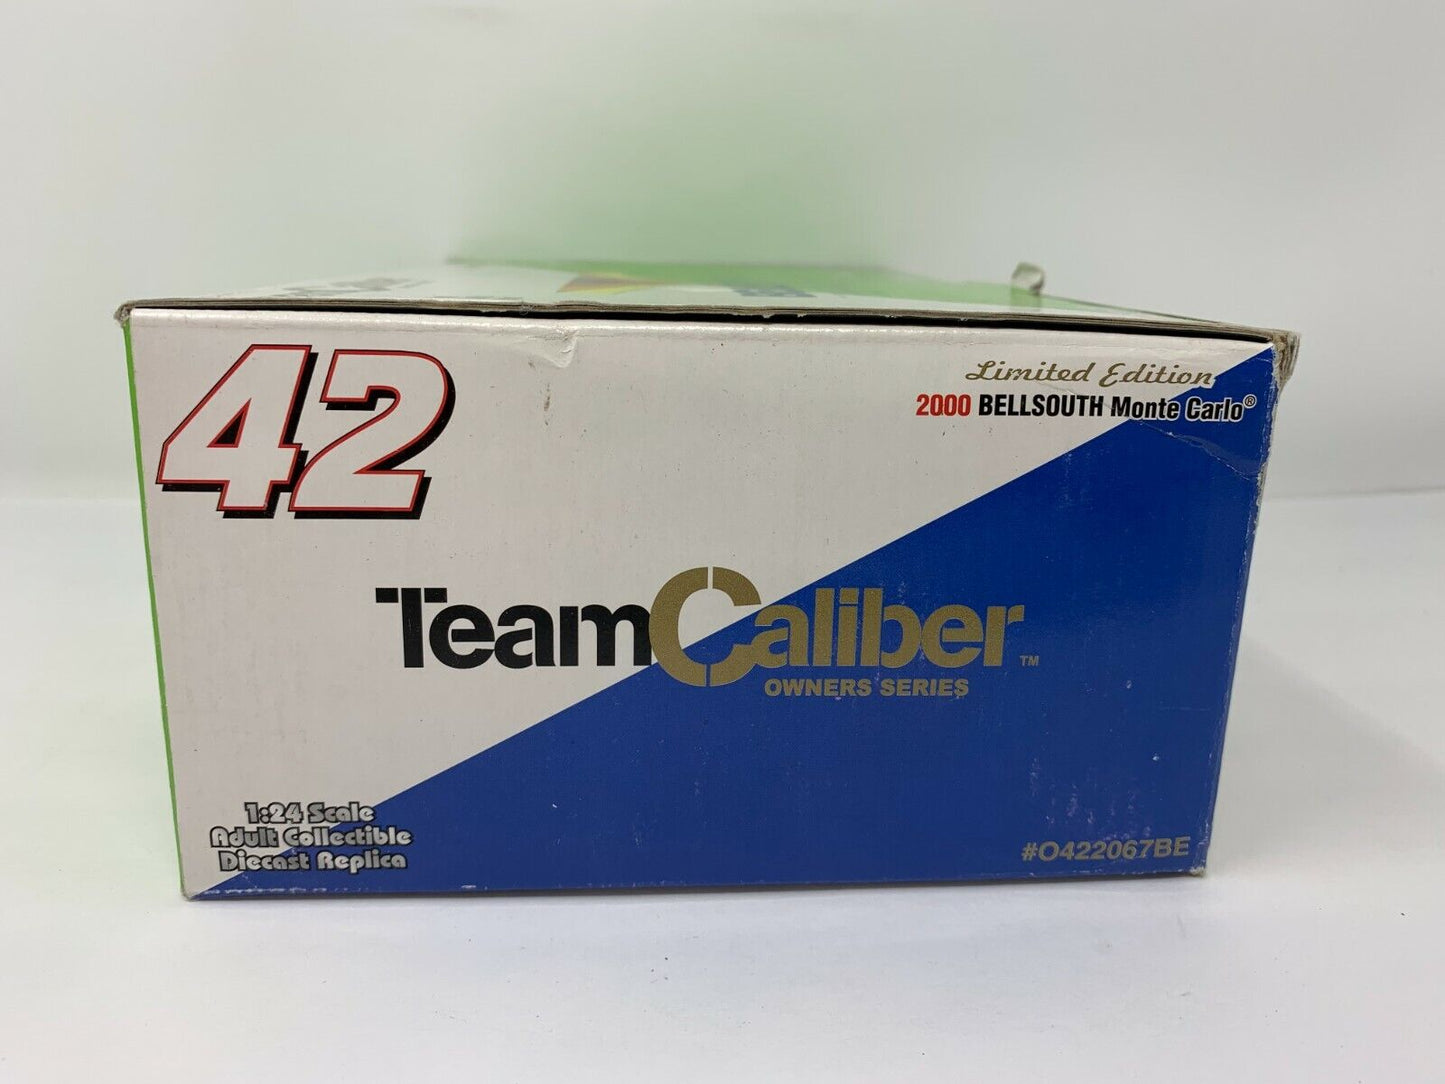 42
Limited Edition
2000 BELLSOUTH Monte Carlo®
TeamCaliber™
OWNERS SERIES
1:24 Scale
Adult Collectible
Diecast Replica
#O422067BE